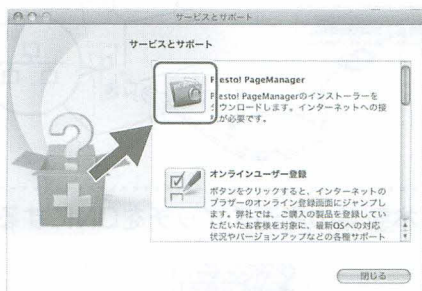 サービスとサポート
サービスとサポート
Presto! PageManager
Presto! PageManagerのインストーラーを
ダウンロードします。インターネットへの接
続が必要です。
オンラインユーザー登録
ボタンをクリックすると、インターネットの
ブラザーのオンライン登録画面にジャンプし
ます。弊社では、ご購入の製品を登録してい
ただいたお客様を対象に、最新OSへの対応
状況やバージョンアップなどの各種サポート
閉じる